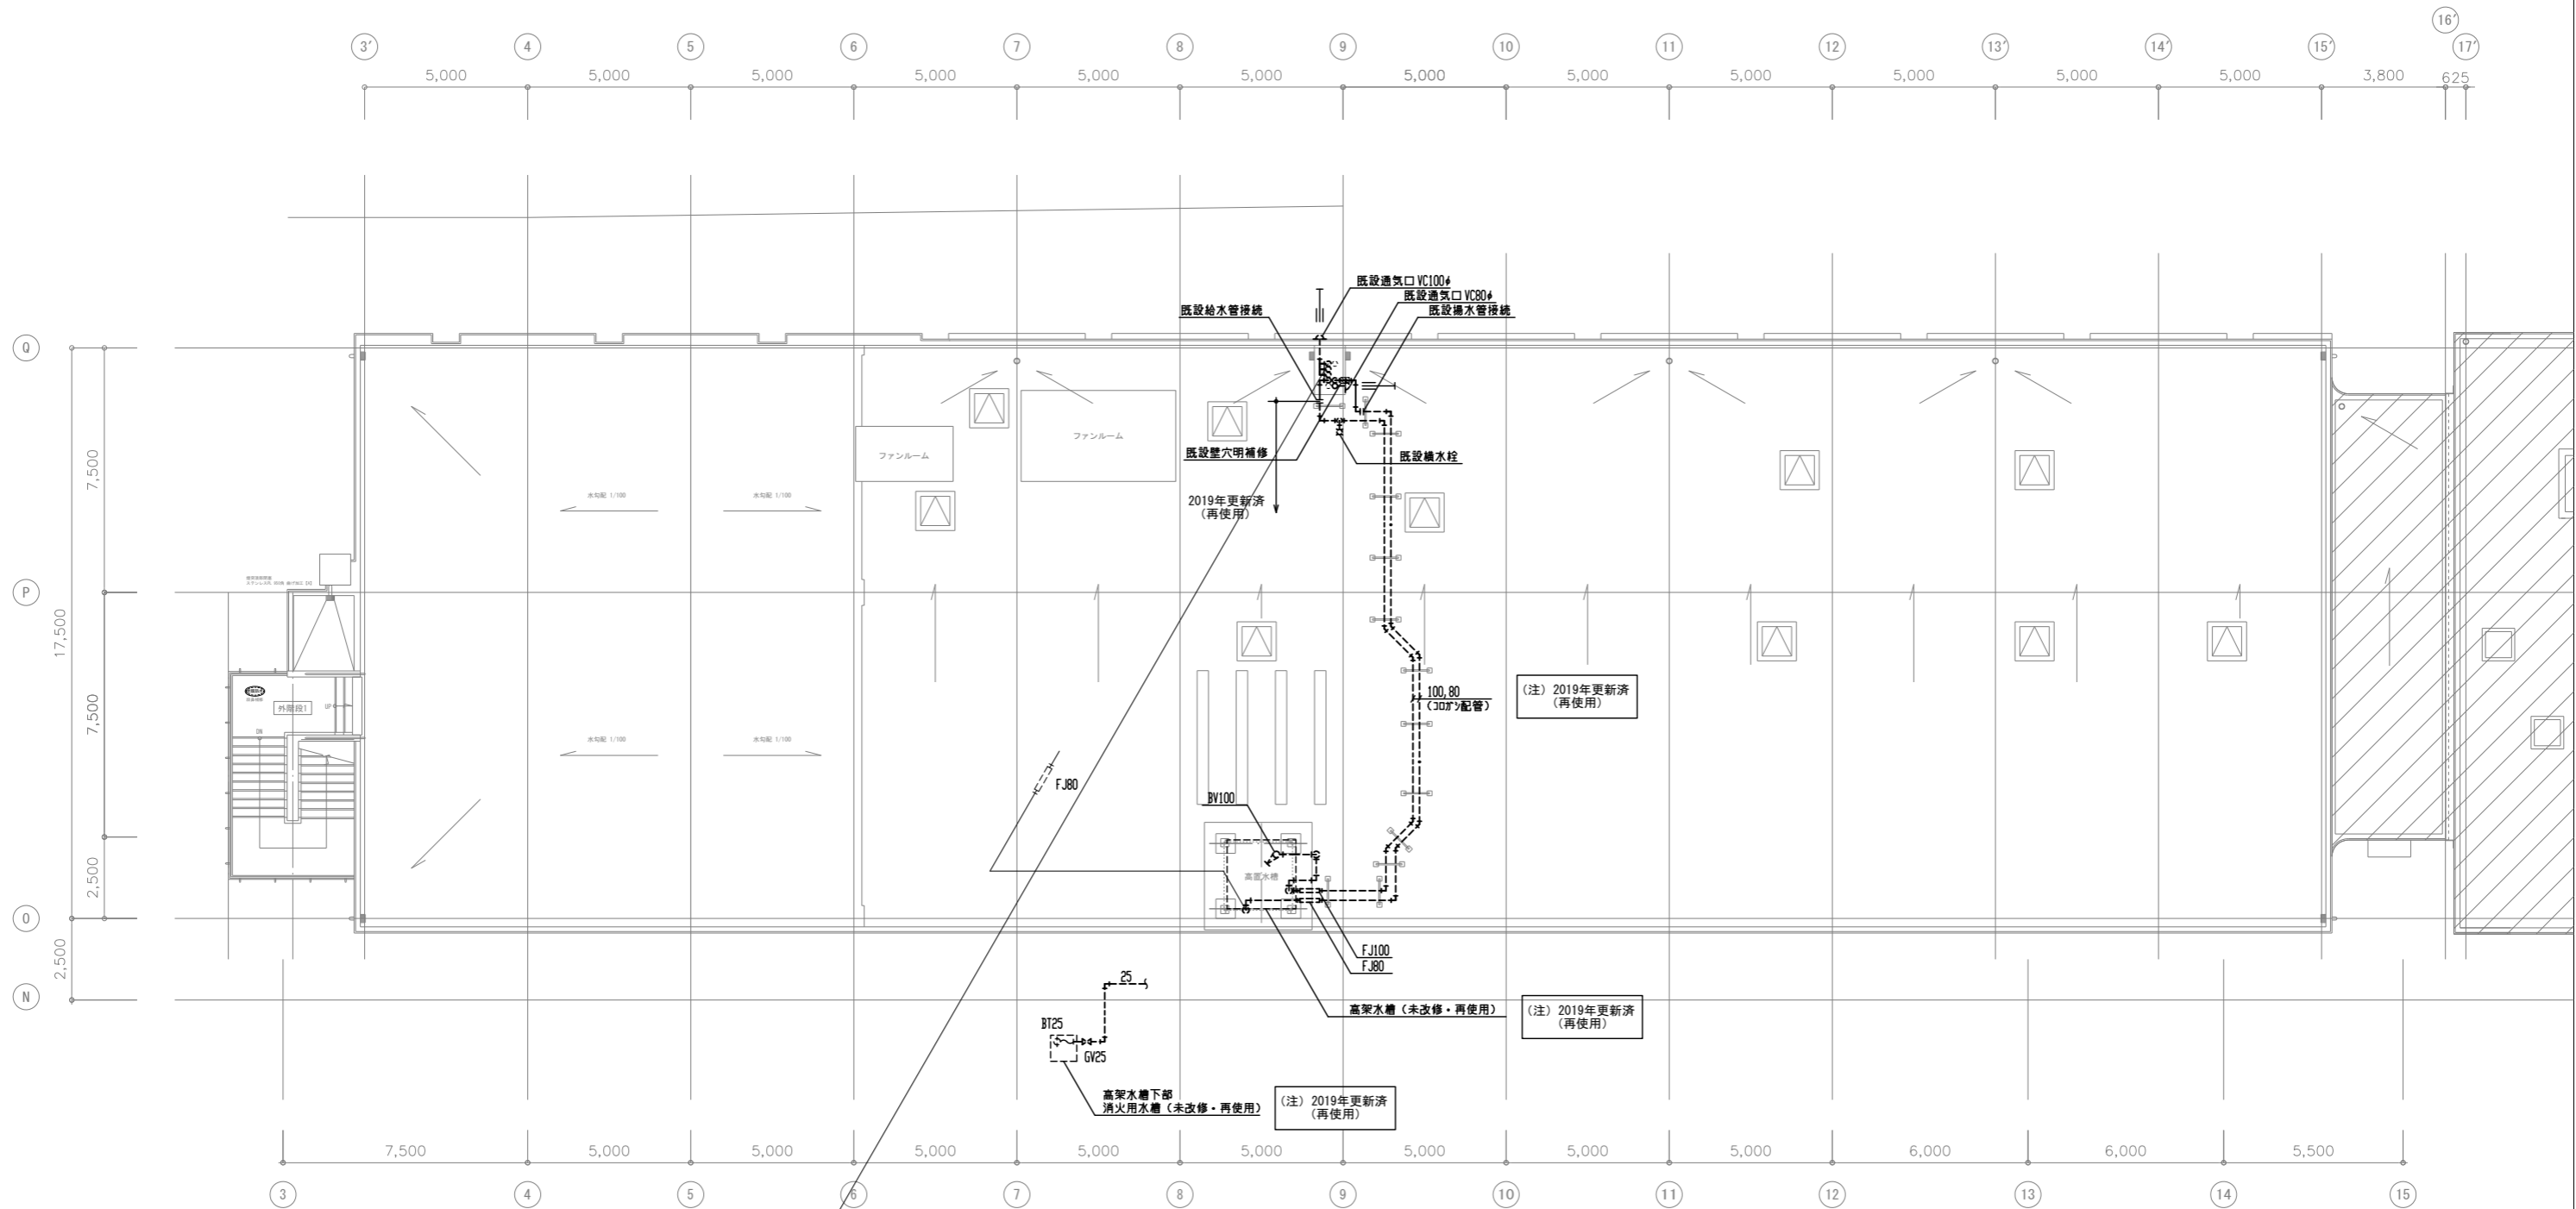 16′
3′ 4 5 6 7 8 9 10 11 12 13′ 14′ 15′ 17′
5,000 5,000 5,000 5,000 5,000 5,000 5,000 5,000 5,000 5,000 5,000 5,000 3,800 625
既設通気口 VC100φ
既設通気口 VC80φ
既設給水管接続
既設揚水管接続
Q
ファンルーム
ファンルーム
既設壁穴明補修
既設横水栓
7,500
水勾配 1/100
水勾配 1/100
2019年更新済
(再使用)
P
17,500
外階段1
UP
DN
7,500
100,80
(コロガシ配管)
(注) 2019年更新済
(再使用)
水勾配 1/100
水勾配 1/100
FJ80
BV100
2,500
高置水槽
O
2,500
FJ100
FJ80
25
N
高架水槽(未改修・再使用)
(注) 2019年更新済
(再使用)
BT25
GV25
高架水槽下部
消火用水槽(未改修・再使用)
(注) 2019年更新済
(再使用)
7,500 5,000 5,000 5,000 5,000 5,000 5,000 5,000 5,000 6,000 6,000 5,500
3 4 5 6 7 8 9 10 11 12 13 14 15